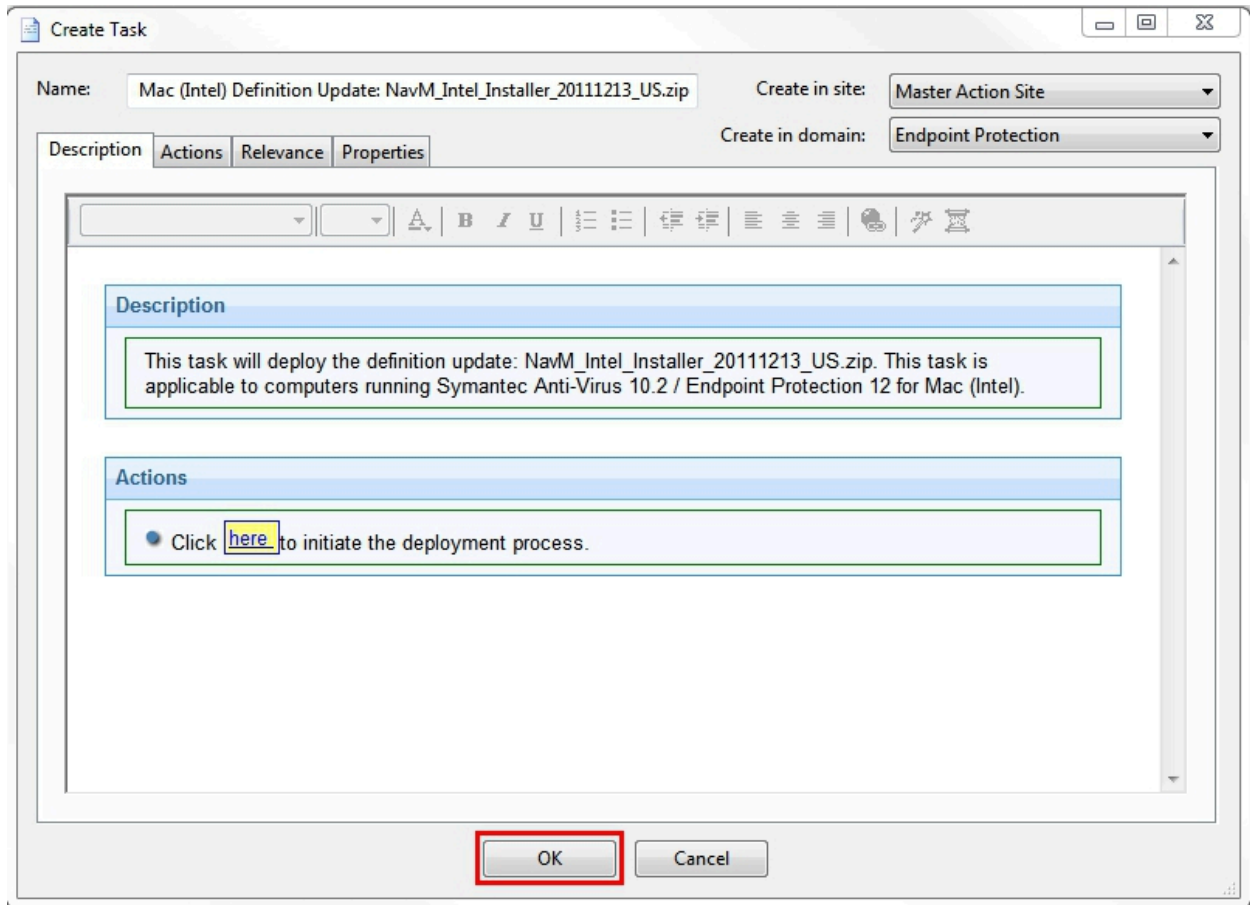 Create Task
Name: Mac (Intel) Definition Update: NavM_Intel_Installer_20111213_US.zip Create in site: Master Action Site
Create in domain: Endpoint Protection
Description Actions Relevance Properties
Description
This task will deploy the definition update: NavM_Intel_Installer_20111213_US.zip. This task is
applicable to computers running Symantec Anti-Virus 10.2 / Endpoint Protection 12 for Mac (Intel).
Actions
Click here to initiate the deployment process.
OK Cancel